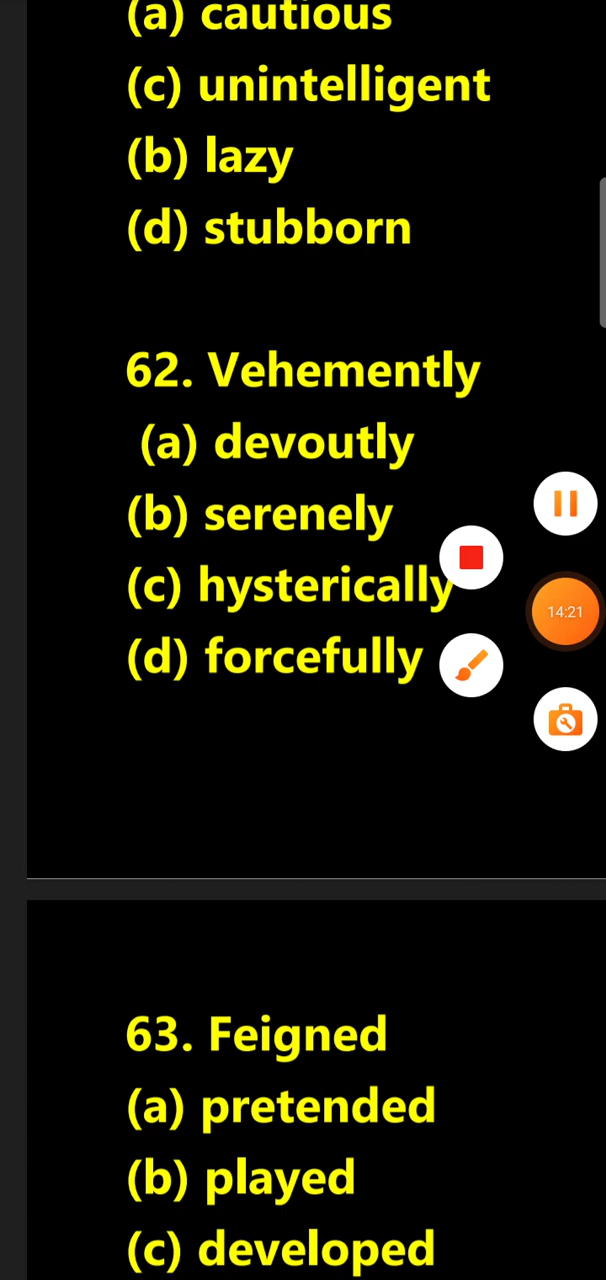 (a) cautious
(c) unintelligent
(b) lazy
(d) stubborn
62. Vehemently
(a) devoutly
(b) serenely
(c) hysterically
(d) forcefully
14:21
63. Feigned
(a) pretended
(b) played
(c) developed